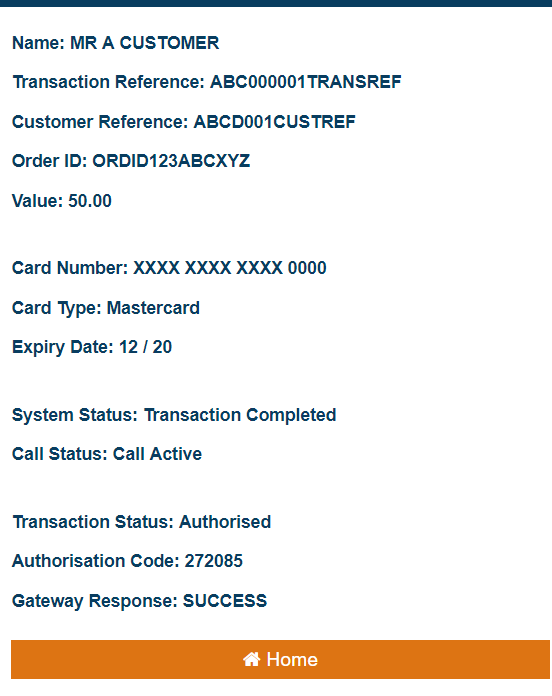 Name: MR A CUSTOMER
Transaction Reference: ABC000001TRANSREF
Customer Reference: ABCD001CUSTREF
Order ID: ORDID123ABCXYZ
Value: 50.00
Card Number: XXXX XXXX XXXX 0000
Card Type: Mastercard
Expiry Date: 12 / 20
System Status: Transaction Completed
Call Status: Call Active
Transaction Status: Authorised
Authorisation Code: 272085
Gateway Response: SUCCESS
Home